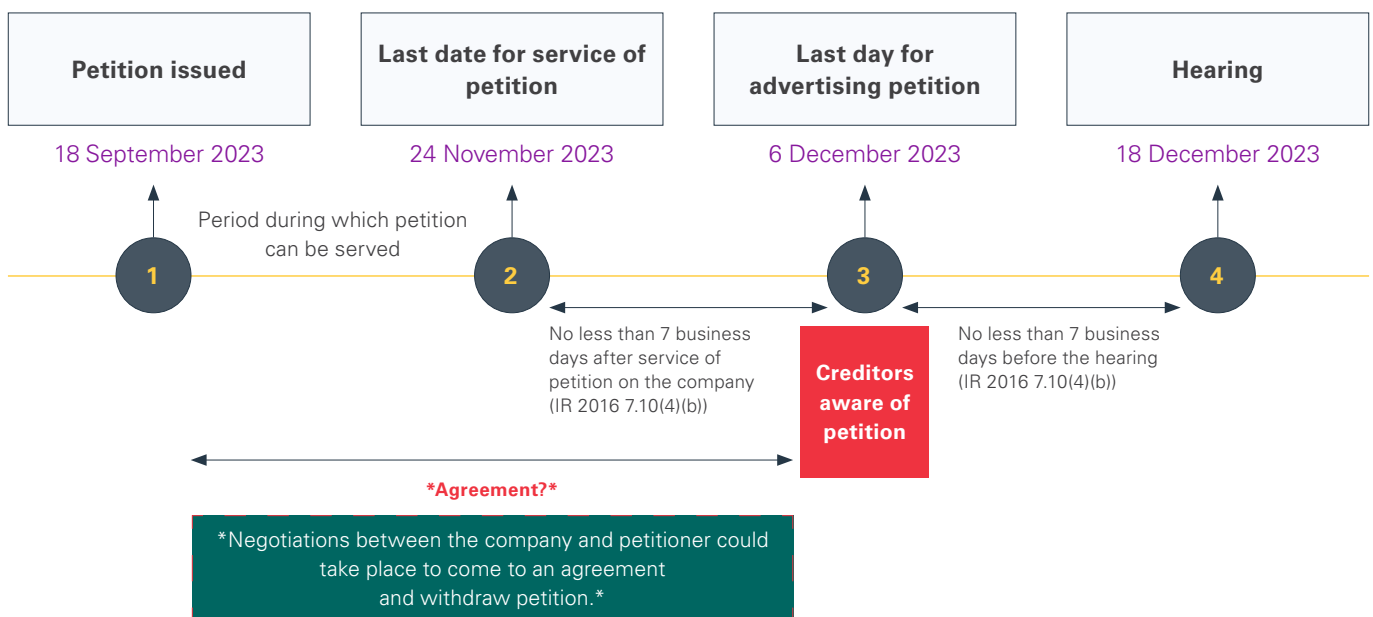 Petition issued
Last date for service of
petition
Last day for
advertising petition
Hearing
18 September 2023
24 November 2023
6 December 2023
18 December 2023
Period during which petition
can be served
1
2
3
4
No less than 7 business
days after service of
petition on the company
(IR 2016 7.10(4)(b))
Creditors
aware of
petition
No less than 7 business
days before the hearing
(IR 2016 7.10(4)(b))
*Agreement?*
*Negotiations between the company and petitioner could
take place to come to an agreement
and withdraw petition.*